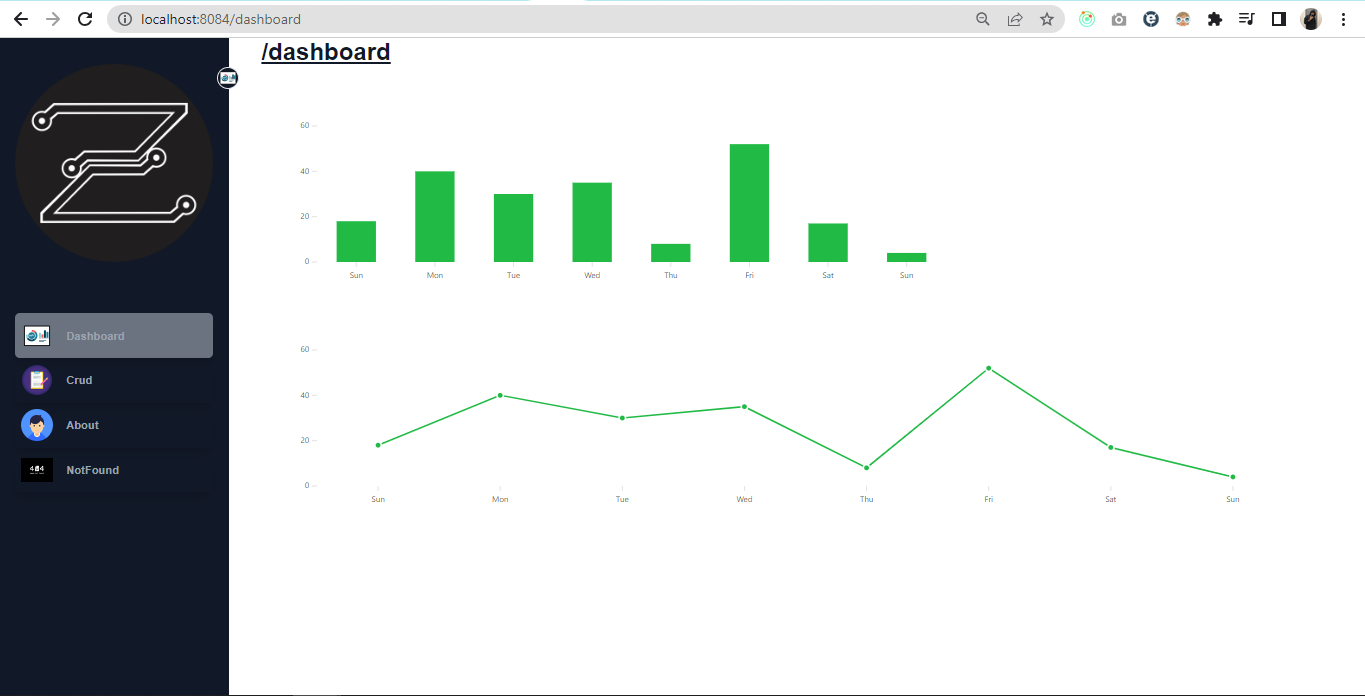 localhost:8084/dashboard
/dashboard
60
40
20
0
Sun Mon Tue Wed Thu Fri Sat Sun
60
40
20
0
Sun Mon Tue Wed Thu Fri Sat Sun
Dashboard
Crud
About
404
NotFound